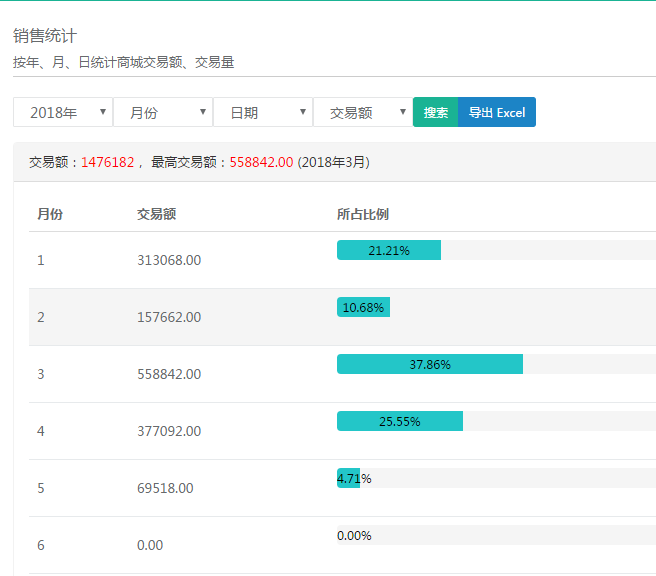 销售统计
按年、月、日统计商城交易额、交易量
2018年 月份 日期 交易额 搜索 导出 Excel
交易额：1476182 ，最高交易额：558842.00 (2018年3月)
月份 交易额 所占比例
1 313068.00 21.21%
2 157662.00 10.68%
3 558842.00 37.86%
4 377092.00 25.55%
5 69518.00 4.71%
6 0.00 0.00%